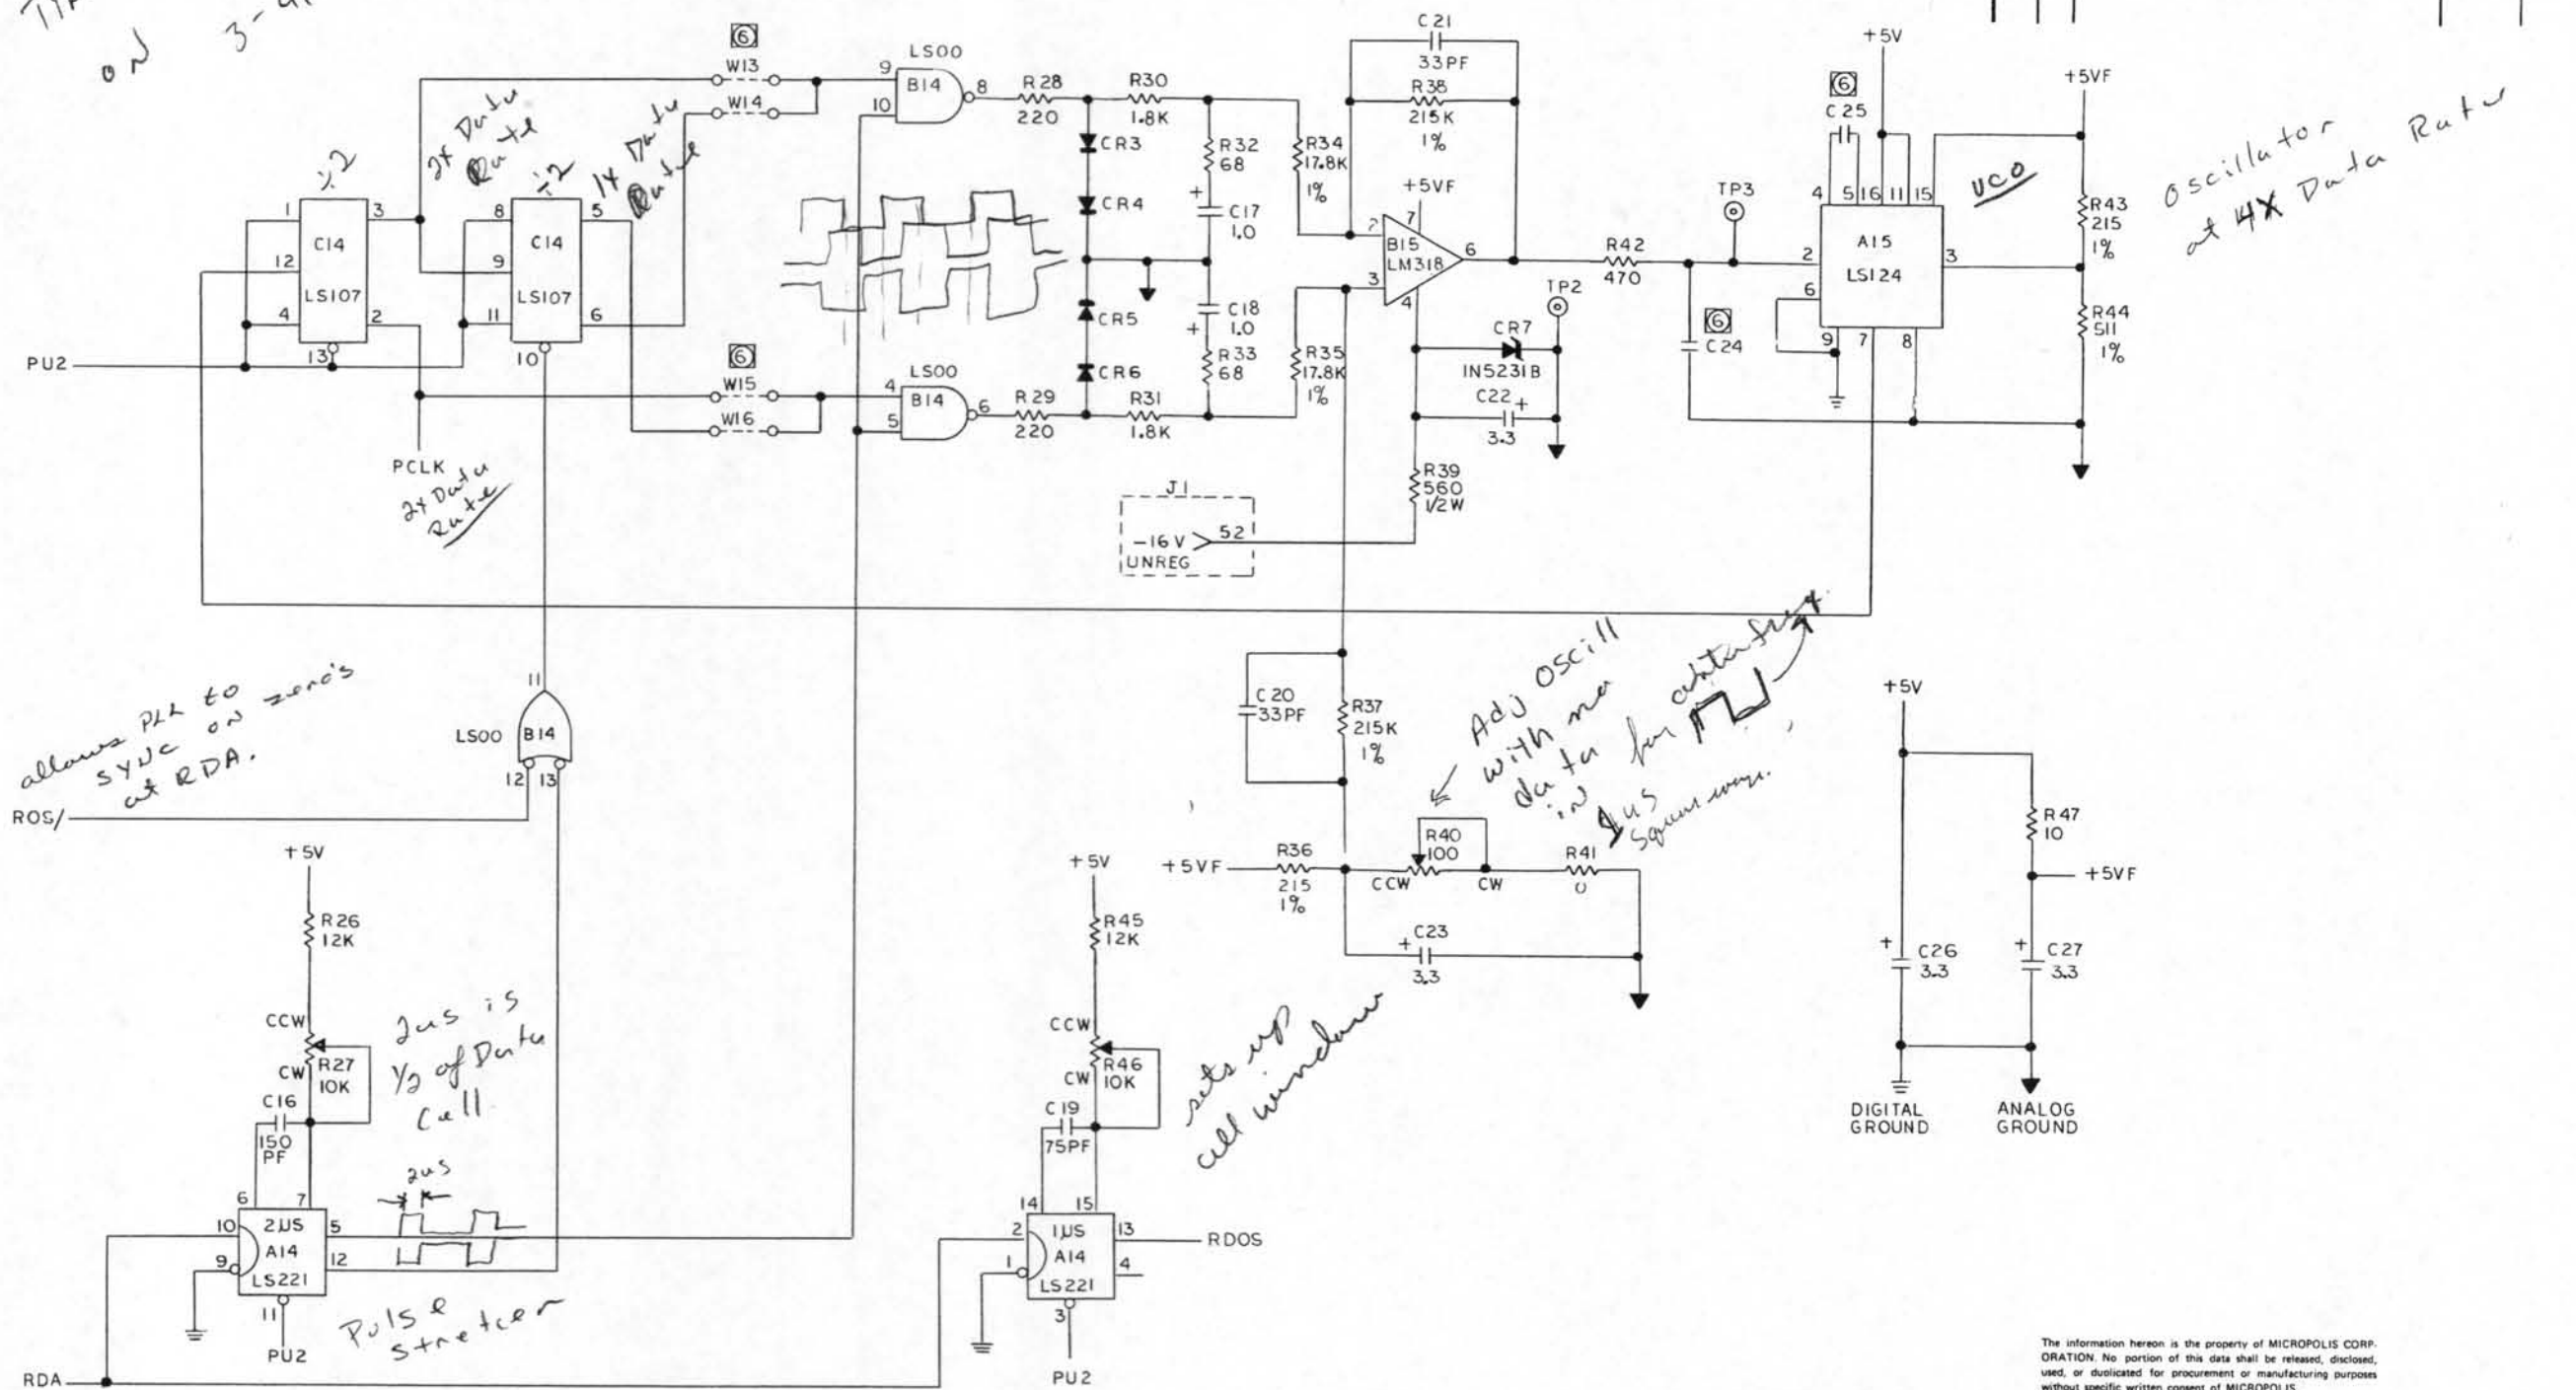 ON 3-
6
W13
W14
9
10
LS00
B14
8
R28
220
R30
1.8K
C21
33PF
R38
215K
1%
+5V
6
C25
+5VF
÷2
2X Data Rate
÷2
1X Data Rate
CR3
R32
68
R34
17.8K
1%
+5VF
TP3
4 5 16 11 15
VCO
R43
215
1%
Oscillator
at 4X Data Rate
1
3
C14
12
LS107
4
2
13
8
5
C14
9
LS107
11
6
10
CR4
+
C17
1.0
2
7
B15
LM318
6
3
4
R42
470
2
A15
LS124
3
6
9 7 8
CR5
C18
1.0
+
TP2
6
C24
R44
511
1%
PU2
6
W15
W16
LS00
4
B14
6
5
R29
220
CR6
R31
1.8K
R33
68
R35
17.8K
1%
CR7
IN5231B
C22 +
3.3
PCLK
2X Data
Rate
J1
-16V
52
UNREG
R39
560
1/2W
allows PLL to
SYNC ON zero's
at RDA.
11
LS00
B14
12 13
ROS/
C20
33PF
R37
215K
1%
Adj oscill
with no
data for
in
us
Square wave.
+5V
R47
10
+5VF
+
C26
3.3
+
C27
3.3
DIGITAL
GROUND
ANALOG
GROUND
+5VF
R36
215
1%
R40
100
CCW
CW
R41
0
+
C23
3.3
+5V
R26
12K
CCW
R27
10K
CW
C16
150
PF
2us is
1/2 of Data
Cell
2us
6 7
10
2US
5
A14
9
12
LS221
11
PU2
Pulse
stretcer
+5V
R45
12K
CCW
R46
10K
CW
C19
75PF
sets up
cell window
14 15
2
1US
13
RDOS
A14
1
4
LS221
3
PU2
RDA
The information hereon is the property of MICROPOLIS CORP-
ORATION. No portion of this data shall be released, disclosed,
used, or duplicated for procurement or manufacturing purposes
without specific written consent of MICROPOLIS.